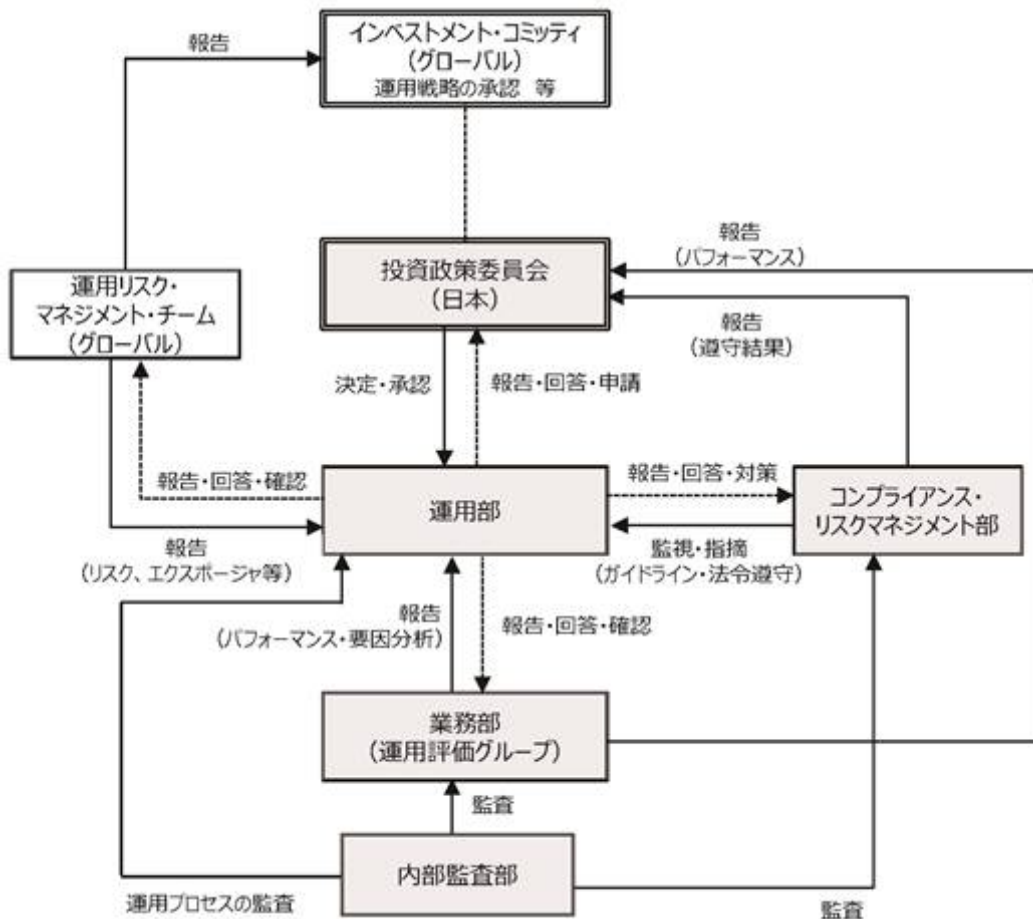 報告
インベストメント・コミッティ
(グローバル)
運用戦略の承認 等
報告
(パフォーマンス)
投資政策委員会
(日本)
運用リスク・
マネジメント・チーム
(グローバル)
報告
(遵守結果)
決定・承認
報告・回答・申請
報告・回答・確認
運用部
報告・回答・対策
コンプライアンス・
リスクマネジメント部
報告
(リスク、エクスポージャ等)
監視・指摘
(ガイドライン・法令遵守)
報告
(パフォーマンス・要因分析)
報告・回答・確認
業務部
(運用評価グループ)
監査
内部監査部
運用プロセスの監査
監査